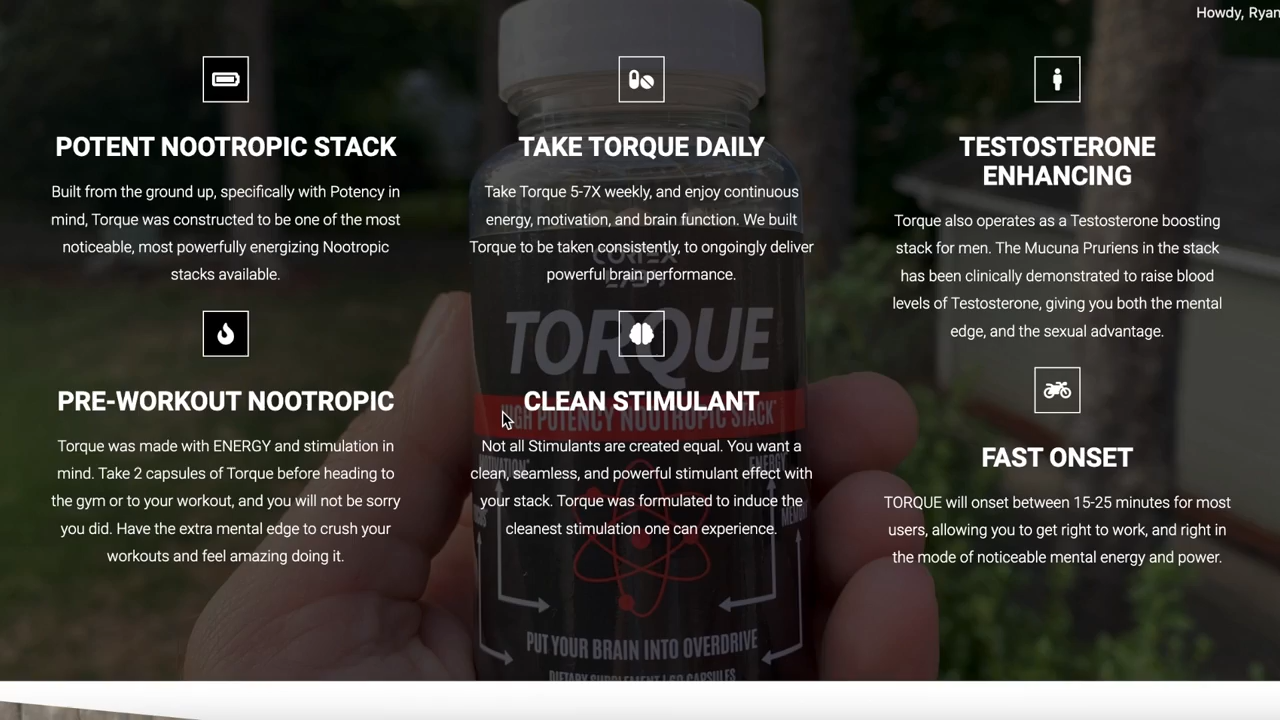 Howdy, Ryan
POTENT NOOTROPIC STACK
Built from the ground up, specifically with Potency in
mind, Torque was constructed to be one of the most
noticeable, most powerfully energizing Nootropic
stacks available.
TAKE TORQUE DAILY
Take Torque 5-7X weekly, and enjoy continuous
energy, motivation, and brain function. We built
Torque to be taken consistently, to ongoingly deliver
powerful brain performance.
TESTOSTERONE
ENHANCING
Torque also operates as a Testosterone boosting
stack for men. The Mucuna Pruriens in the stack
has been clinically demonstrated to raise blood
levels of Testosterone, giving you both the mental
edge, and the sexual advantage.
PRE-WORKOUT NOOTROPIC
Torque was made with ENERGY and stimulation in
mind. Take 2 capsules of Torque before heading to
the gym or to your workout, and you will not be sorry
you did. Have the extra mental edge to crush your
workouts and feel amazing doing it.
CLEAN STIMULANT
Not all Stimulants are created equal. You want a
clean, seamless, and powerful stimulant effect with
your stack. Torque was formulated to induce the
cleanest stimulation one can experience.
FAST ONSET
TORQUE will onset between 15-25 minutes for most
users, allowing you to get right to work, and right in
the mode of noticeable mental energy and power.
CORTEX
TORQUE
HIGH POTENCY NOOTROPIC STACK*
MOTIVATION*
ENERGY
PUT YOUR BRAIN INTO OVERDRIVE
DIETARY SUPPLEMENT | 60 CAPSULES